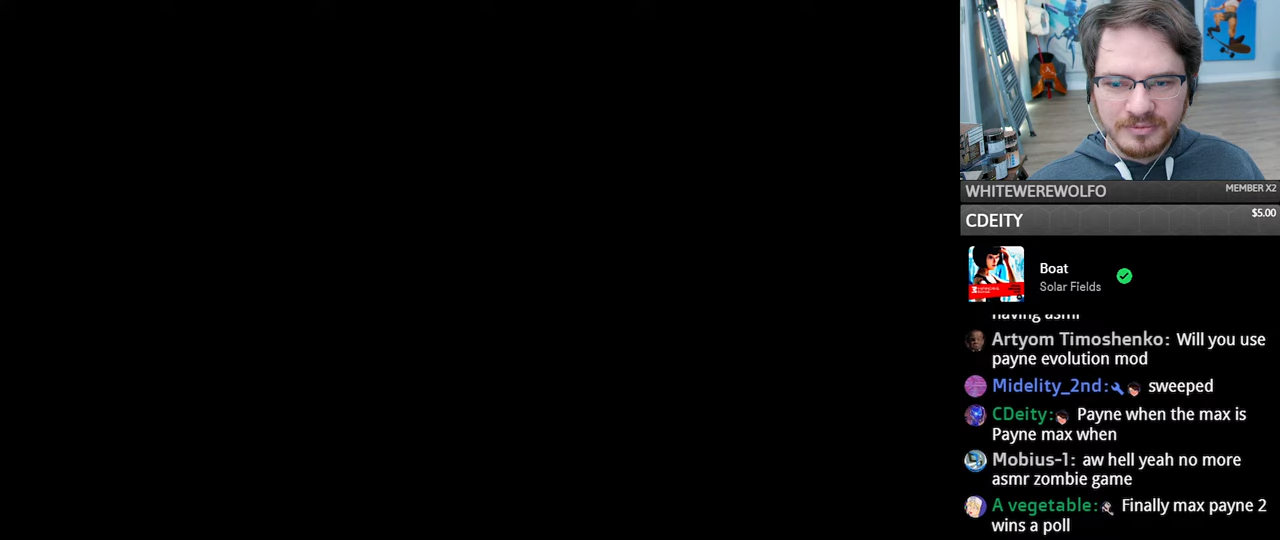 WHITEWEREWOLFO MEMBER X2
CDEITY $5.00
Boat
Solar Fields
having asmr
Artyom Timoshenko: Will you use
payne evolution mod
Midelity_2nd: sweeped
CDeity: Payne when the max is
Payne max when
Mobius-1: aw hell yeah no more
asmr zombie game
A vegetable: Finally max payne 2
wins a poll